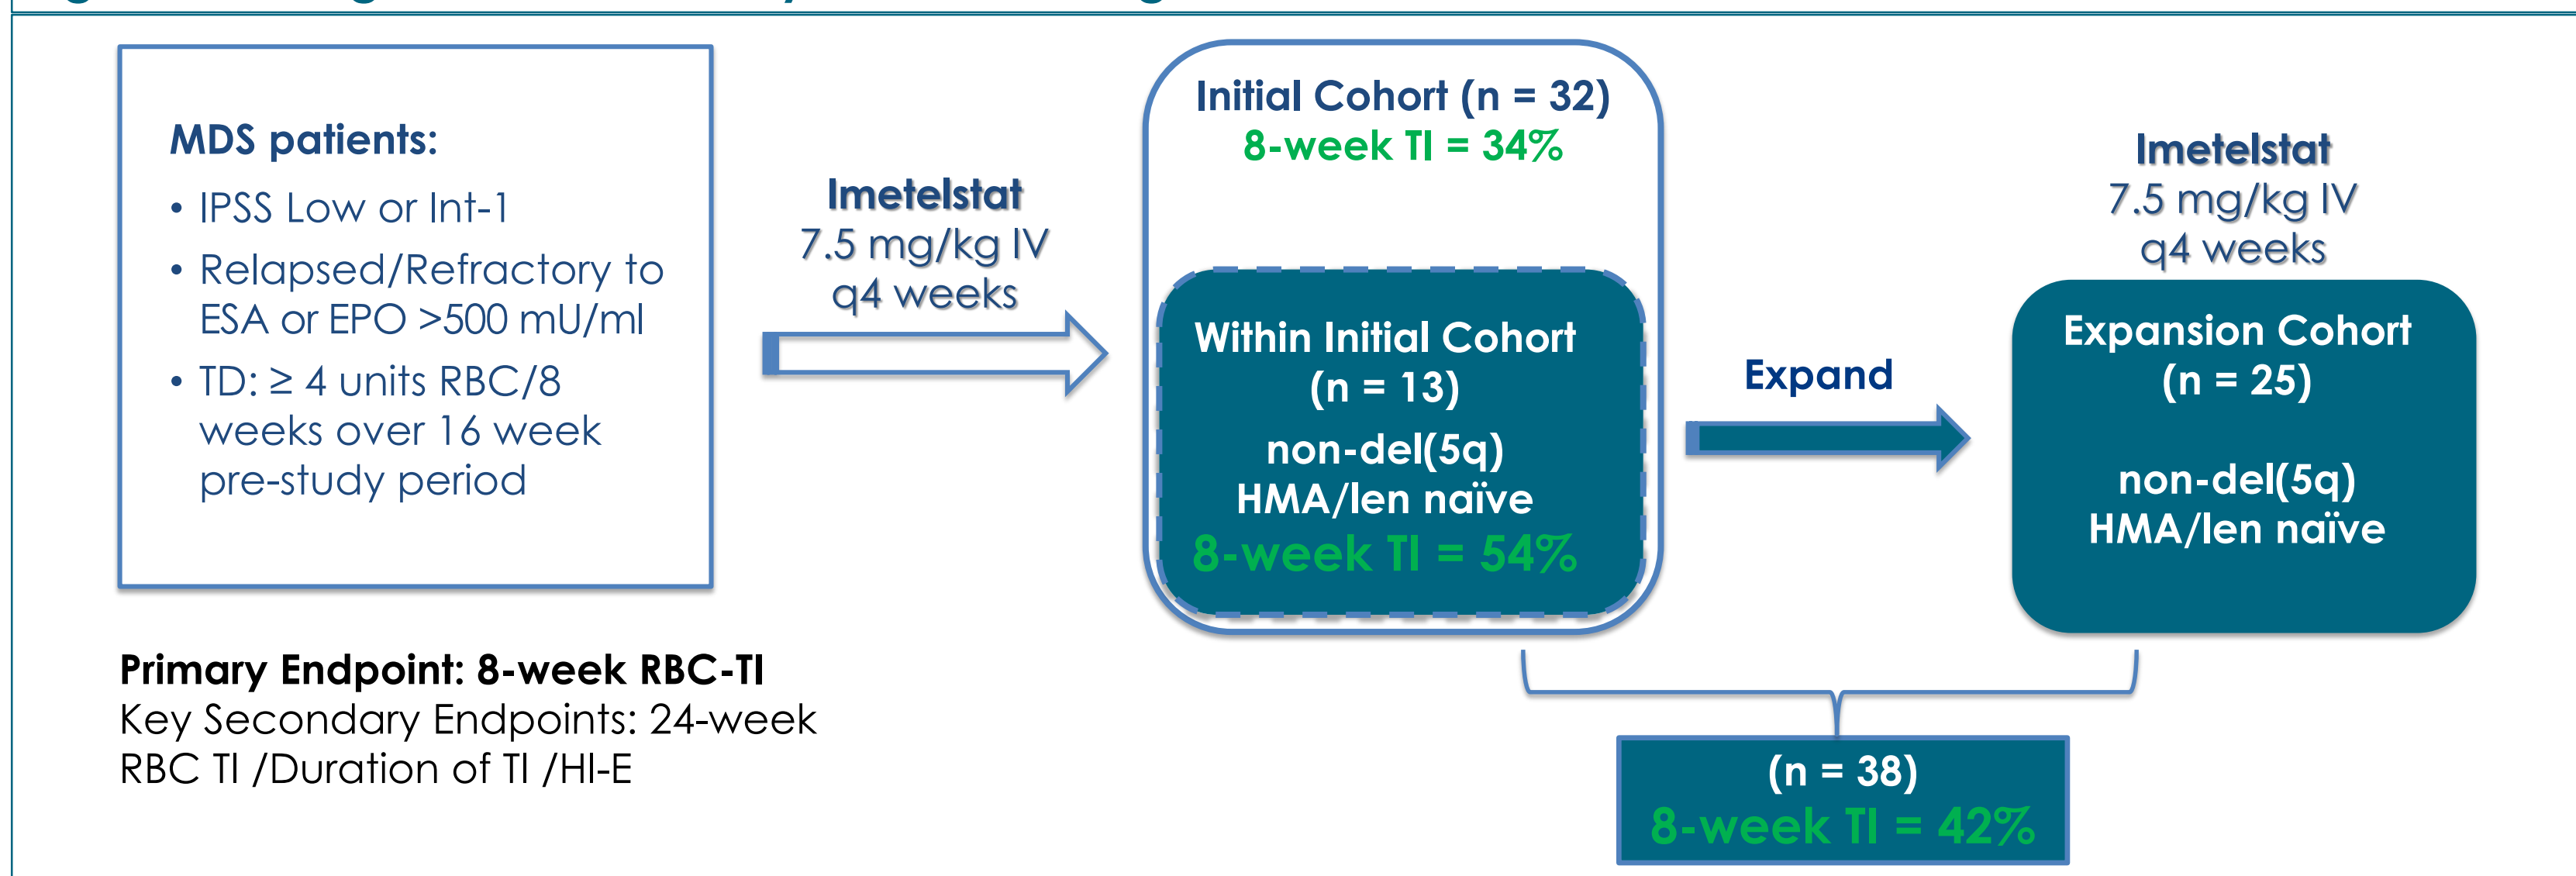 MDS patients:
• IPSS Low or Int-1
• Relapsed/Refractory to
ESA or EPO >500 mU/ml
• TD: ≥ 4 units RBC/8
weeks over 16 week
pre-study period
Primary Endpoint: 8-week RBC-TI
Key Secondary Endpoints: 24-week
RBC TI /Duration of TI /HI-E
Imetelstat
7.5 mg/kg IV
q4 weeks
Initial Cohort (n = 32)
8-week TI = 34%
Within Initial Cohort
(n = 13)
non-del(5q)
HMA/len naïve
8-week TI = 54%
Expand
Imetelstat
7.5 mg/kg IV
q4 weeks
Expansion Cohort
(n = 25)
non-del(5q)
HMA/len naïve
(n = 38)
8-week TI = 42%